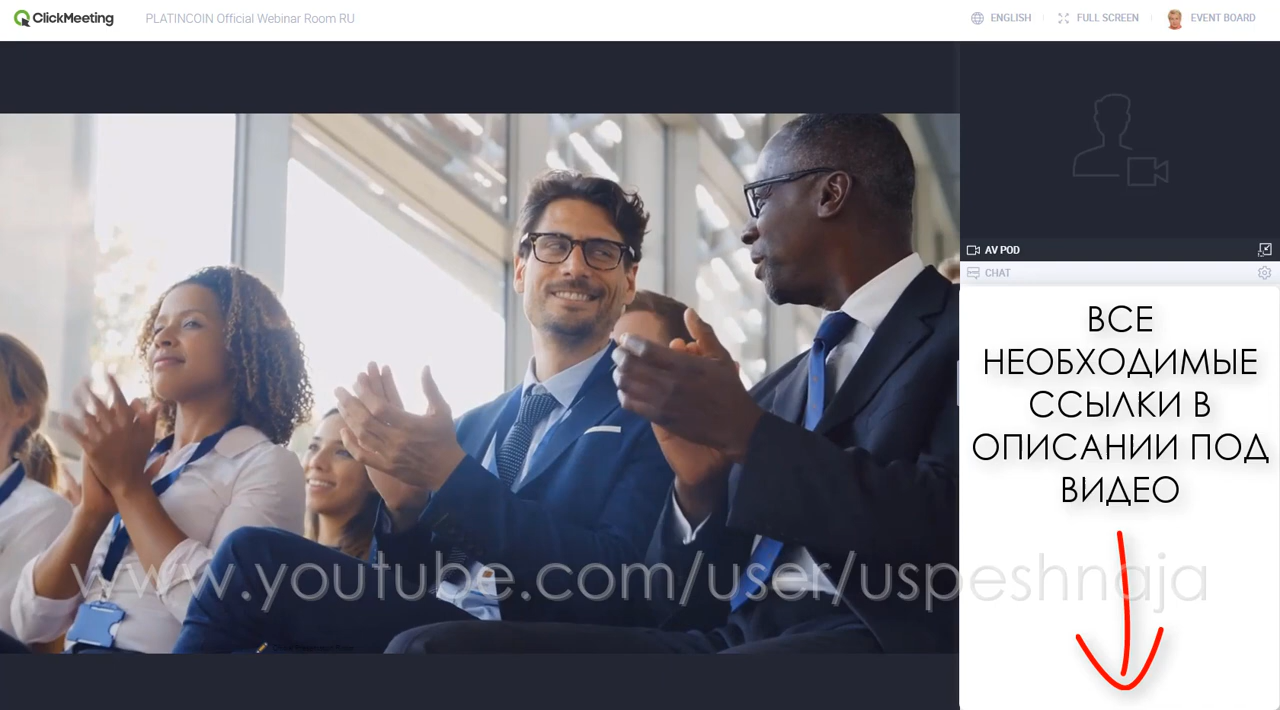 ClickMeeting
PLATINCOIN Official Webinar Room RU
ENGLISH
FULL SCREEN
EVENT BOARD
AV POD
CHAT
ВСЕ
НЕОБХОДИМЫЕ
ССЫЛКИ В
ОПИСАНИИ ПОД
ВИДЕО
www.youtube.com/user/uspeshnaja